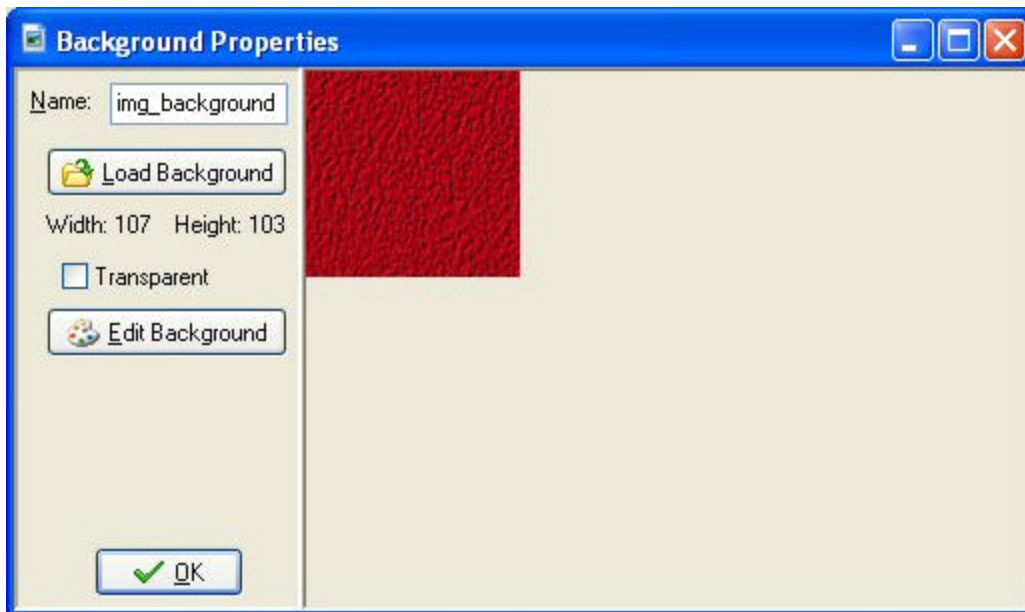 Background Properties
Name: img_background
Load Background
Width: 107 Height: 103
Transparent
Edit Background
OK